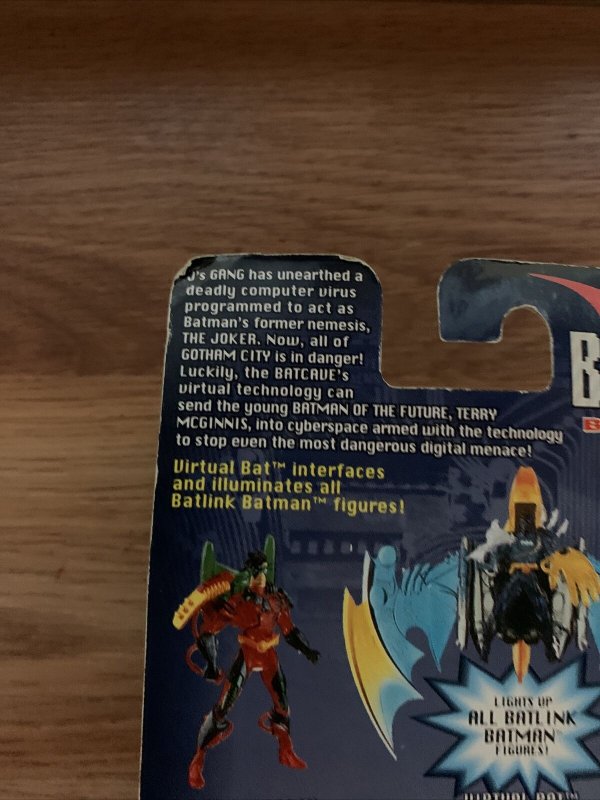 J's GANG has unearthed a
deadly computer virus
programmed to act as
Batman's former nemesis,
THE JOKER. Now, all of
GOTHAM CITY is in danger!
Luckily, the BATCAVE's
virtual technology can
send the young BATMAN OF THE FUTURE, TERRY
MCGINNIS, into cyberspace armed with the technology
to stop even the most dangerous digital menace!
Virtual Bat™ interfaces
and illuminates all
Batlink Batman™ figures!
B
B
LIGHTS UP
ALL BATLINK
BATMAN™
FIGURES!
VIRTUAL BAT™